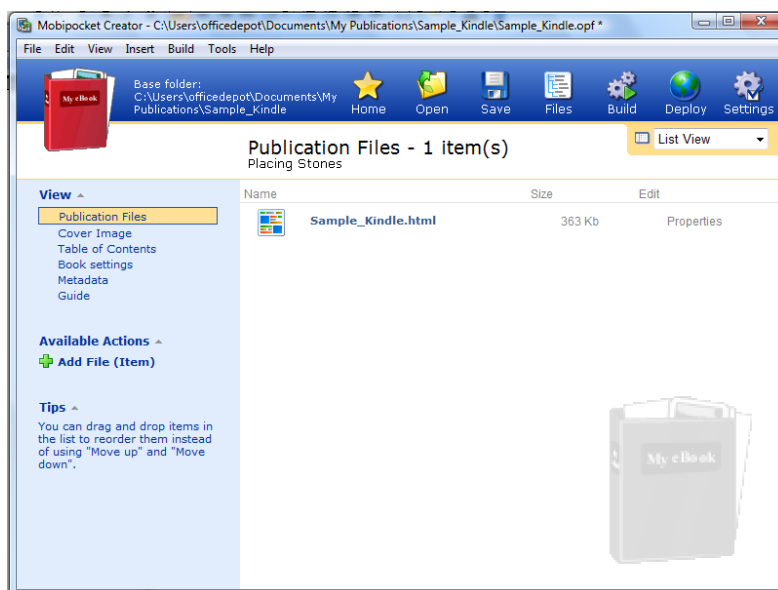 Mobipocket Creator - C:\Users\officedepot\Documents\My Publications\Sample_Kindle\Sample_Kindle.opf *
File Edit View Insert Build Tools Help
My eBook
Base folder:
C:\Users\officedepot\Documents\My
Publications\Sample_Kindle
Home Open Save Files Build Deploy Settings
List View
Publication Files - 1 item(s)
Placing Stones
View
Publication Files
Cover Image
Table of Contents
Book settings
Metadata
Guide
Available Actions
Add File (Item)
Tips
You can drag and drop items in
the list to reorder them instead
of using "Move up" and "Move
down".
Name Size Edit
Sample_Kindle.html 363 Kb Properties
My eBook